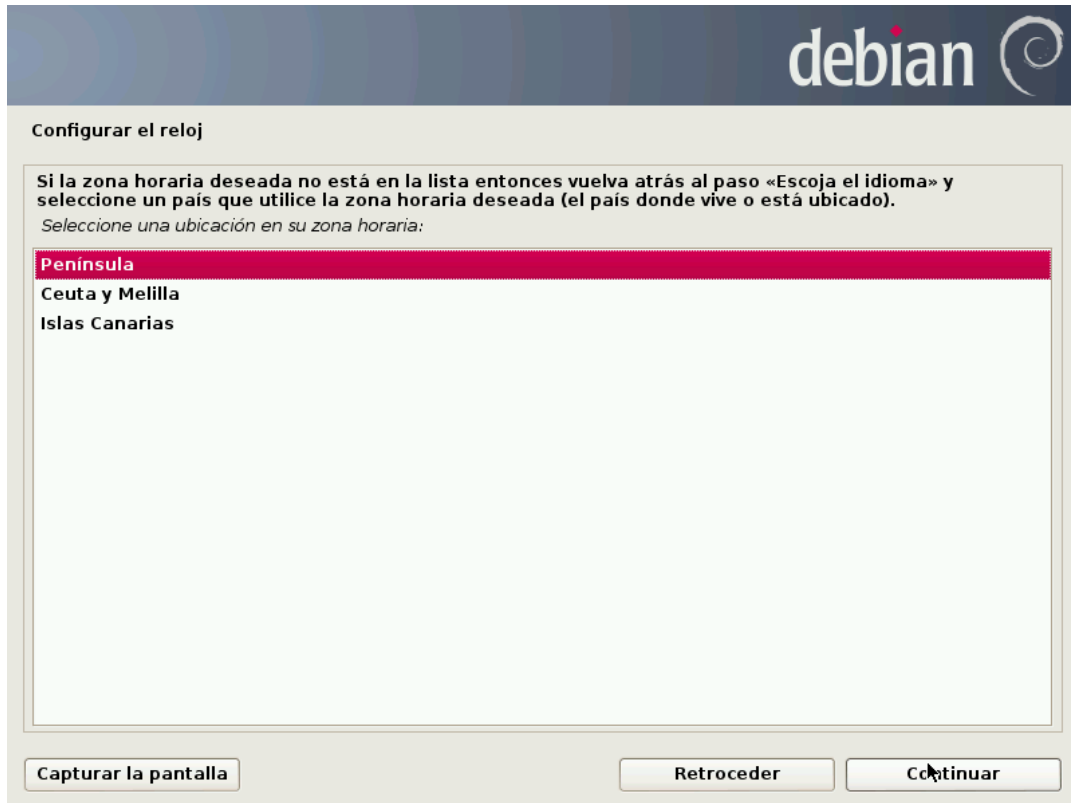 debian
Configurar el reloj
Si la zona horaria deseada no está en la lista entonces vuelva atrás al paso «Escoja el idioma» y
seleccione un país que utilice la zona horaria deseada (el país donde vive o está ubicado).
Seleccione una ubicación en su zona horaria:
Península
Ceuta y Melilla
Islas Canarias
Capturar la pantalla
Retroceder
Continuar